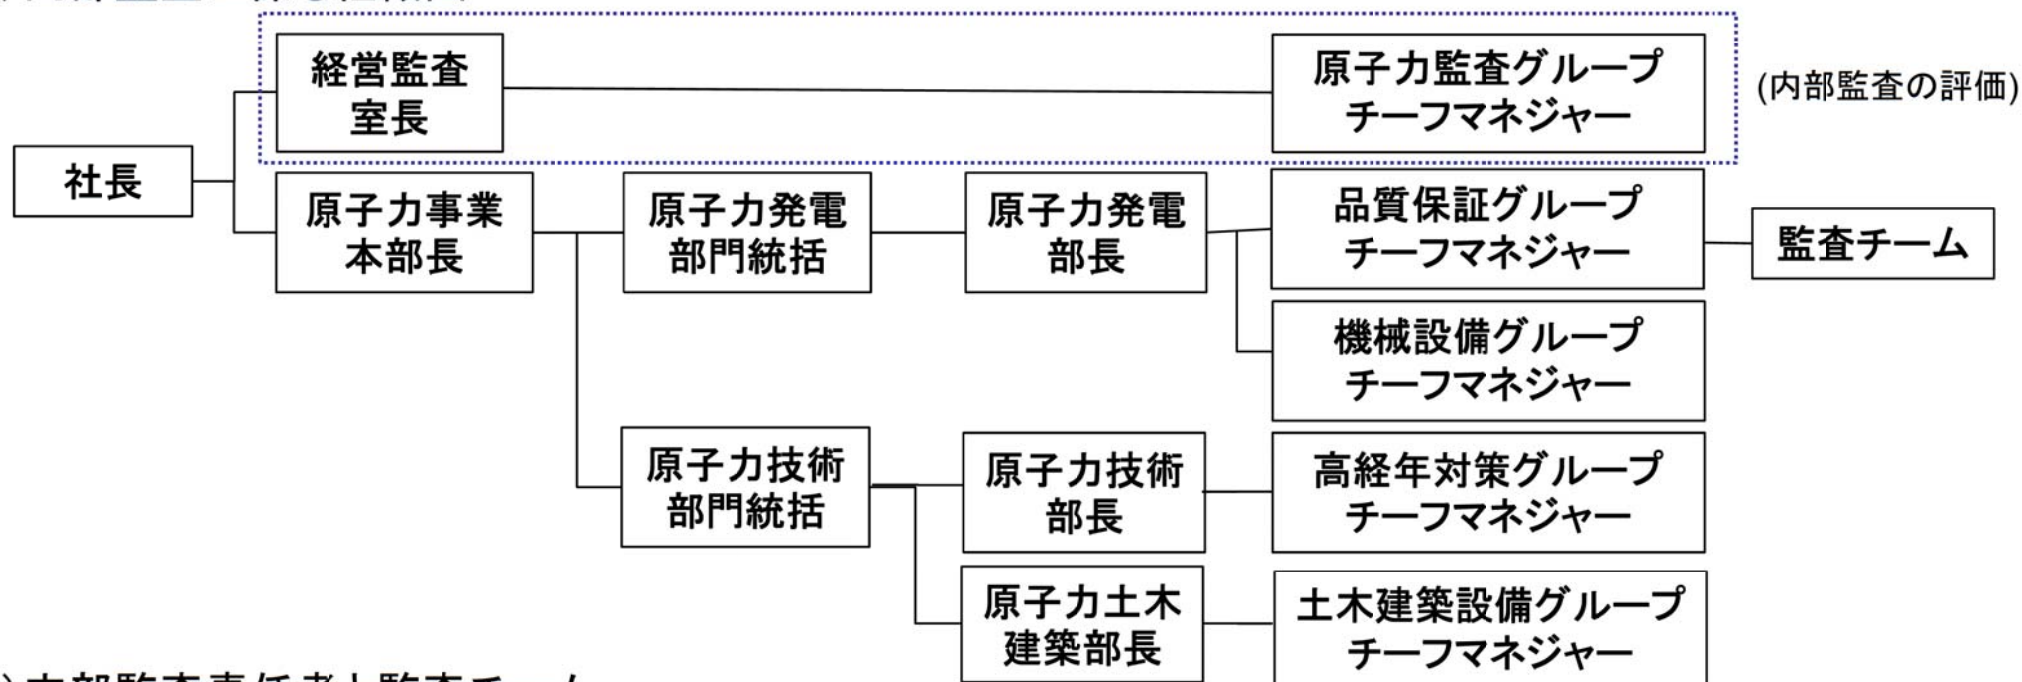 経営監査
室長
原子力監査グループ
チーフマネジャー
(内部監査の評価)
社長
原子力事業
本部長
原子力発電
部門統括
原子力発電
部長
品質保証グループ
チーフマネジャー
監査チーム
機械設備グループ
チーフマネジャー
原子力技術
部門統括
原子力技術
部長
高経年対策グループ
チーフマネジャー
原子力土木
建築部長
土木建築設備グループ
チーフマネジャー